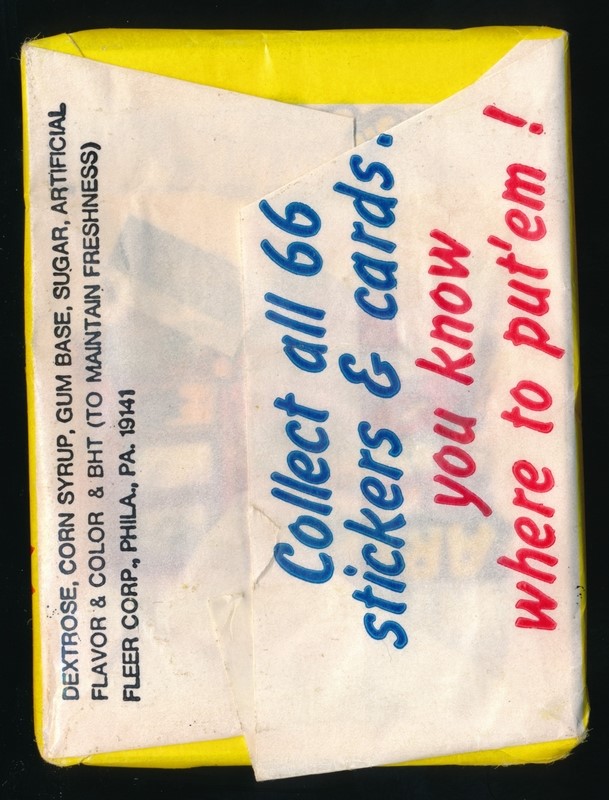 DEXTROSE, CORN SYRUP, GUM BASE, SUGAR, ARTIFICIAL
FLAVOR & COLOR & BHT (TO MAINTAIN FRESHNESS)
FLEER CORP., PHILA., PA. 19141
Collect all 66
stickers & cards.
you know
where to put'em!